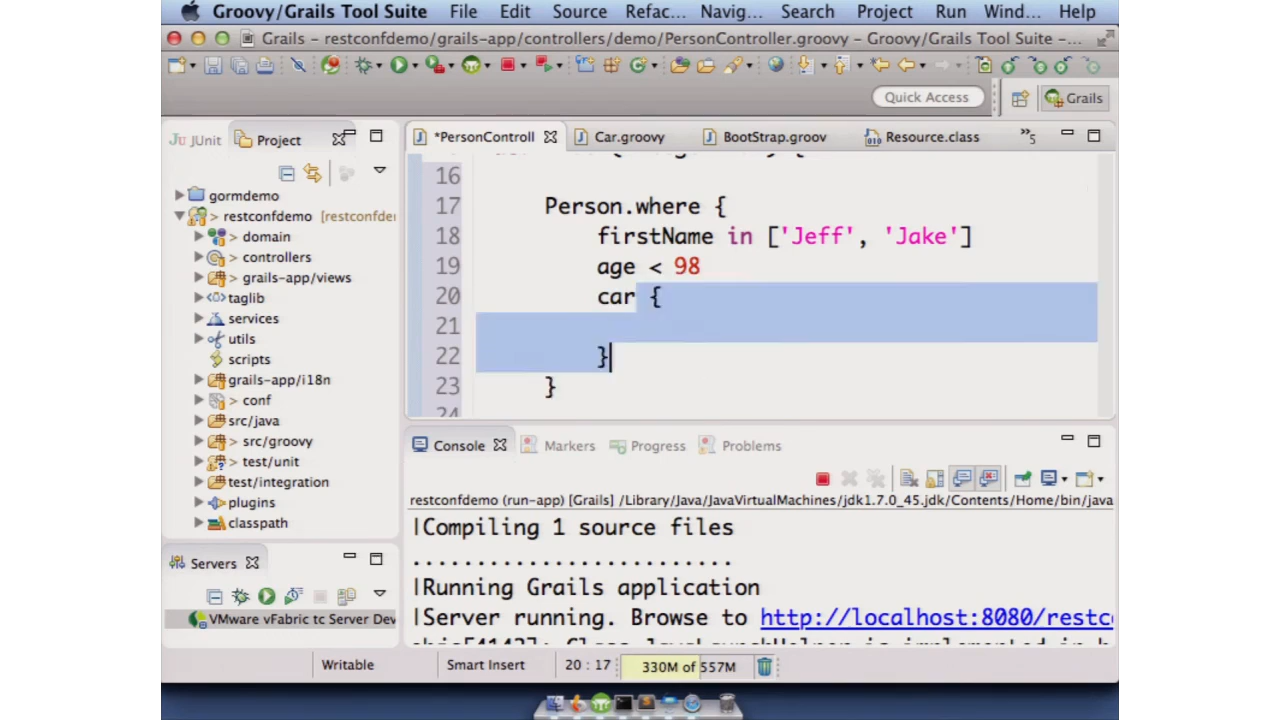 Groovy/Grails Tool Suite File Edit Source Refac... Navig... Search Project Run Wind... Help
Grails – restconfdemo/grails-app/controllers/demo/PersonController.groovy – Groovy/Grails Tool Suite –...
Quick Access
Grails
JUnit
Project
*PersonControll
Car.groovy
BootStrap.groov
Resource.class
»5
gormdemo
> restconfdemo [restconfde
> domain
> controllers
> grails-app/views
taglib
services
utils
scripts
grails-app/i18n
> conf
src/java
> src/groovy
> test/unit
test/integration
plugins
classpath
16
17 Person.where {
18 firstName in ['Jeff', 'Jake']
19 age < 98
20 car {
21
22 }
23 }
24
Console
Markers
Progress
Problems
restconfdemo (run-app) [Grails] /Library/Java/JavaVirtualMachines/jdk1.7.0_45.jdk/Contents/Home/bin/java
|Compiling 1 source files
.........................
|Running Grails application
|Server running. Browse to http://localhost:8080/restc
Servers
VMware vFabric tc Server Dev
Writable
Smart Insert
20 : 17
330M of 557M